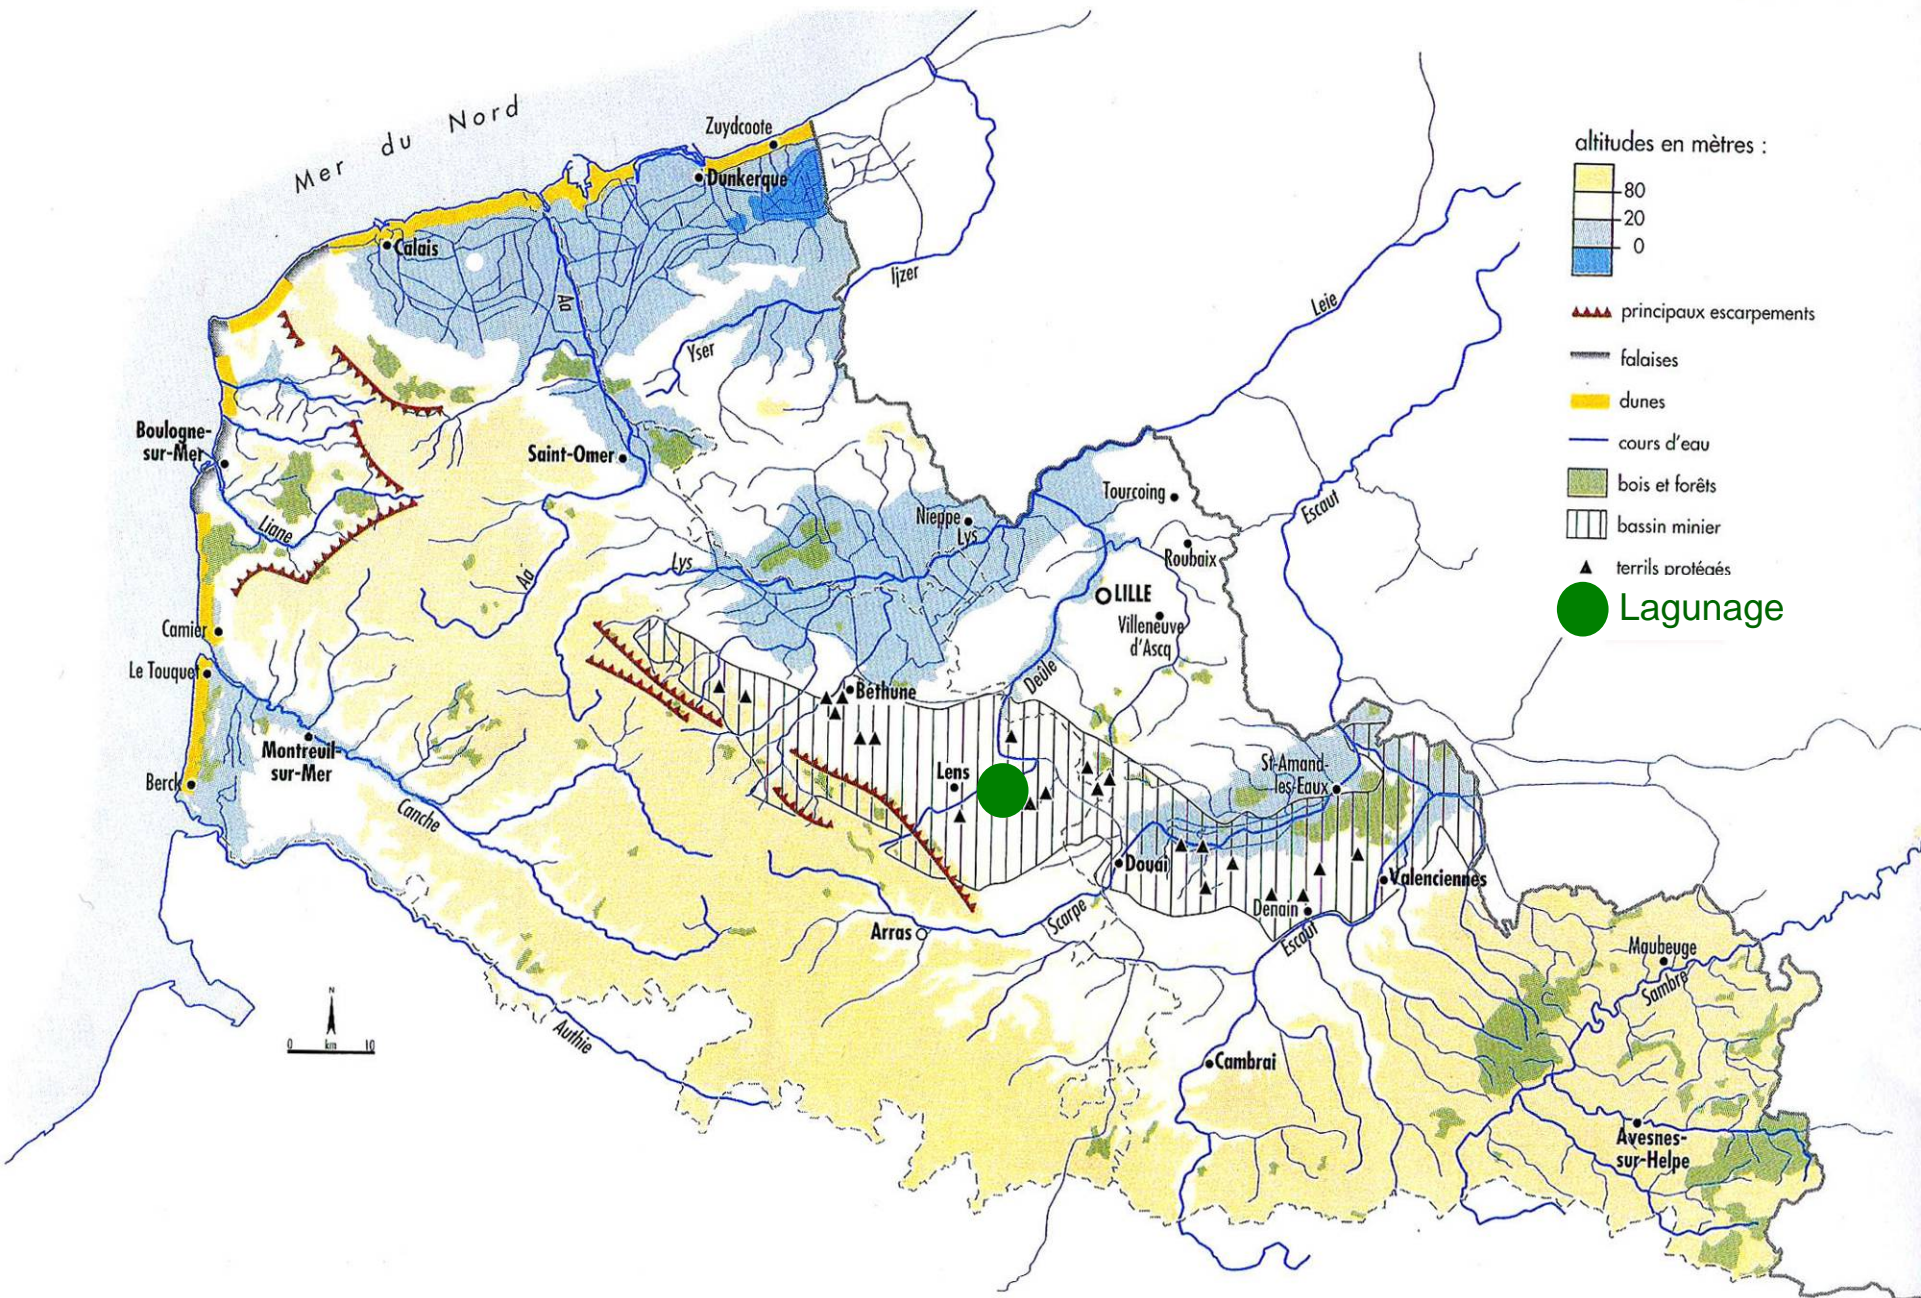 Mer du Nord
Zuydcoote
Dunkerque
Calais
Aa
Ijzer
Yser
Leie
Boulogne-
sur-Mer
Saint-Omer
Liane
Aa
Lys
Nieppe
Lys
Tourcoing
Roubaix
LILLE
Villeneuve
d'Ascq
Escaut
Camier
Le Touquet
Montreuil-
sur-Mer
Berck
Canche
Authie
Béthune
Deûle
Lens
St-Amand-
les-Eaux
Douai
Valenciennes
Denain
Escaut
Scarpe
Arras
Cambrai
Maubeuge
Sambre
Avesnes-
sur-Helpe
N
0 km 10
altitudes en mètres :
80
20
0
principaux escarpements
falaises
dunes
cours d'eau
bois et forêts
bassin minier
terrils protégés
Lagunage